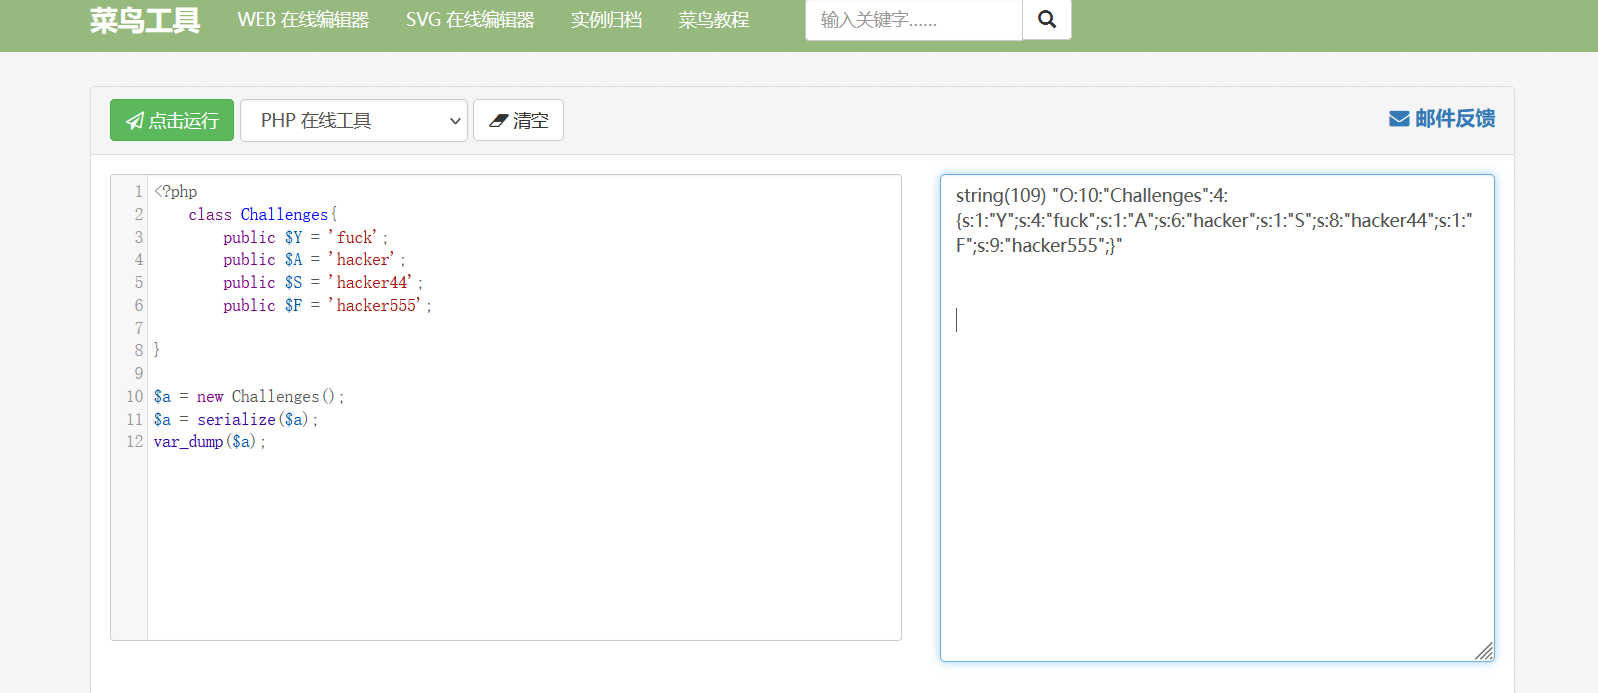 菜鸟工具 WEB 在线编辑器 SVG 在线编辑器 实例归档 菜鸟教程 输入关键字......
点击运行 PHP 在线工具 清空 邮件反馈
1 <?php
2 class Challenges{
3 public $Y = 'fuck';
4 public $A = 'hacker';
5 public $S = 'hacker44';
6 public $F = 'hacker555';
7
8 }
9
10 $a = new Challenges();
11 $a = serialize($a);
12 var_dump($a);
string(109) "O:10:"Challenges":4:
{s:1:"Y";s:4:"fuck";s:1:"A";s:6:"hacker";s:1:"S";s:8:"hacker44";s:1:"
F";s:9:"hacker555";}"